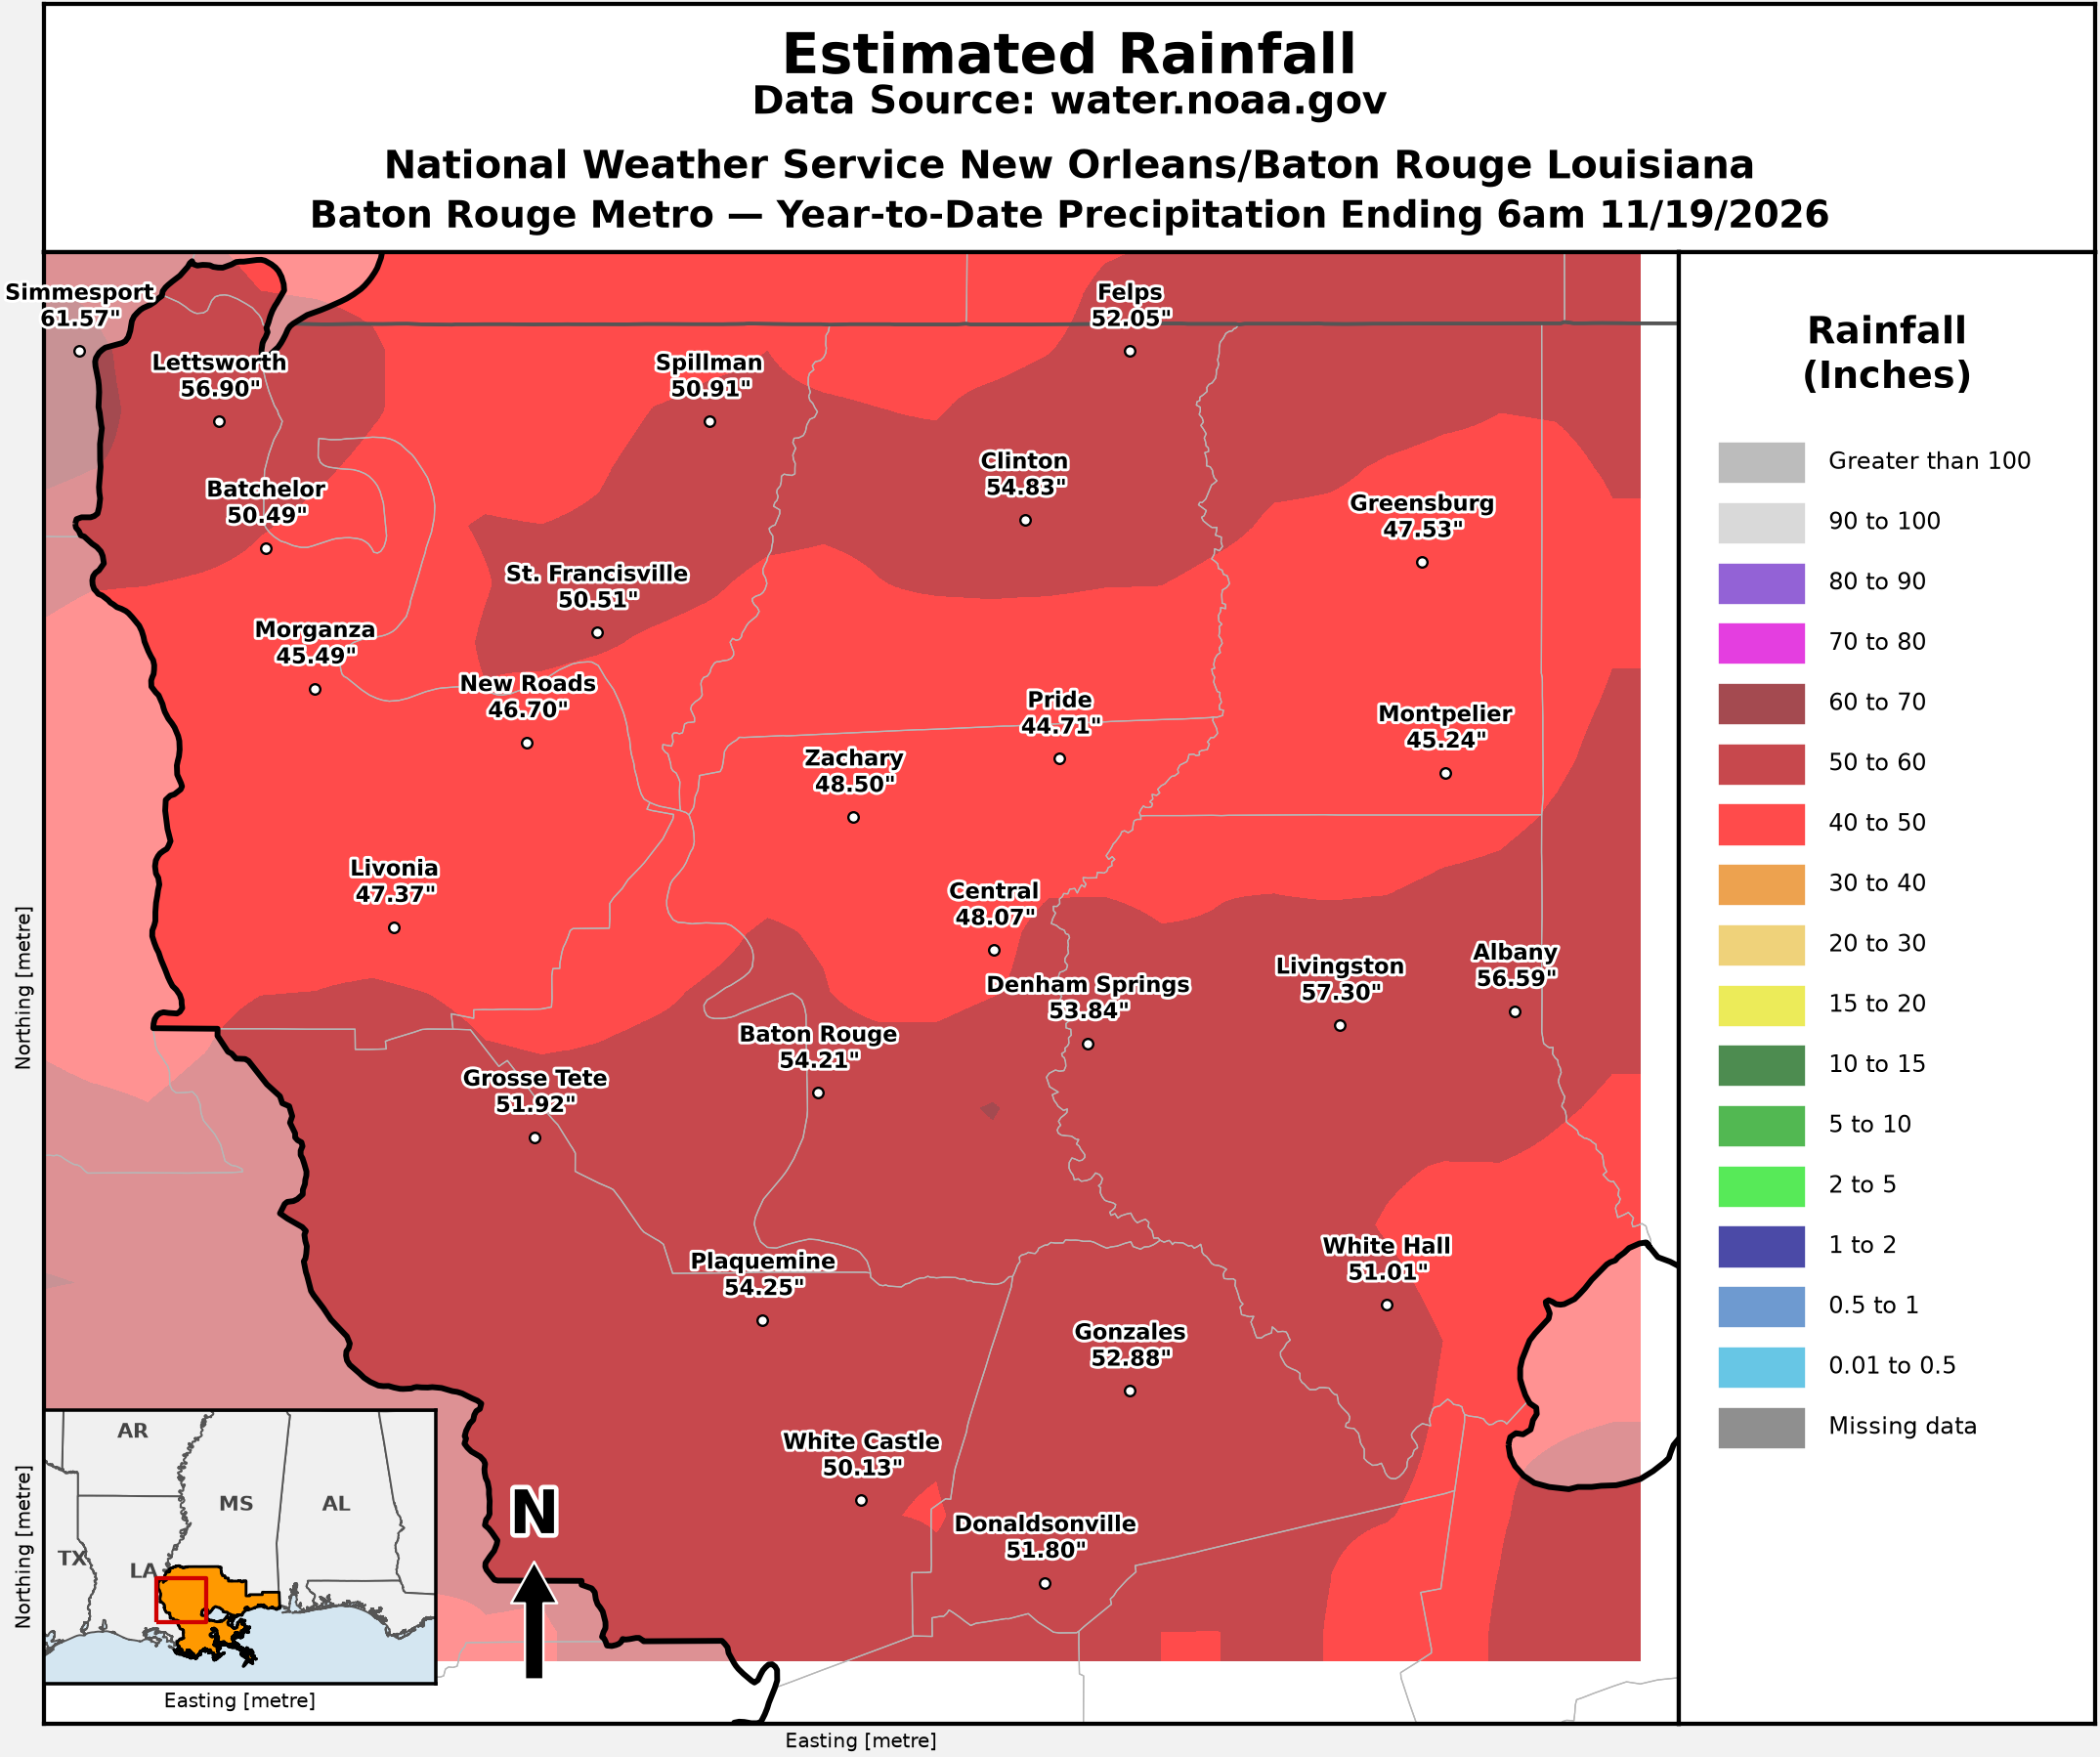 Estimated Rainfall
Data Source: water.noaa.gov
National Weather Service New Orleans/Baton Rouge Louisiana
Baton Rouge Metro — Year-to-Date Precipitation Ending 6am 11/19/2026
Simmesport
61.57"
Felps
52.05"
Lettsworth
56.90"
Spillman
50.91"
Clinton
54.83"
Batchelor
50.49"
Greensburg
47.53"
St. Francisville
50.51"
Morganza
45.49"
New Roads
46.70"
Pride
44.71"
Montpelier
45.24"
Zachary
48.50"
Livonia
47.37"
Central
48.07"
Albany
56.59"
Livingston
57.30"
Denham Springs
53.84"
Baton Rouge
54.21"
Grosse Tete
51.92"
White Hall
51.01"
Plaquemine
54.25"
Gonzales
52.88"
White Castle
50.13"
Donaldsonville
51.80"
N
AR
MS
AL
TX
LA
Northing [metre]
Northing [metre]
Easting [metre]
Easting [metre]
Rainfall
(Inches)
Greater than 100
90 to 100
80 to 90
70 to 80
60 to 70
50 to 60
40 to 50
30 to 40
20 to 30
15 to 20
10 to 15
5 to 10
2 to 5
1 to 2
0.5 to 1
0.01 to 0.5
Missing data